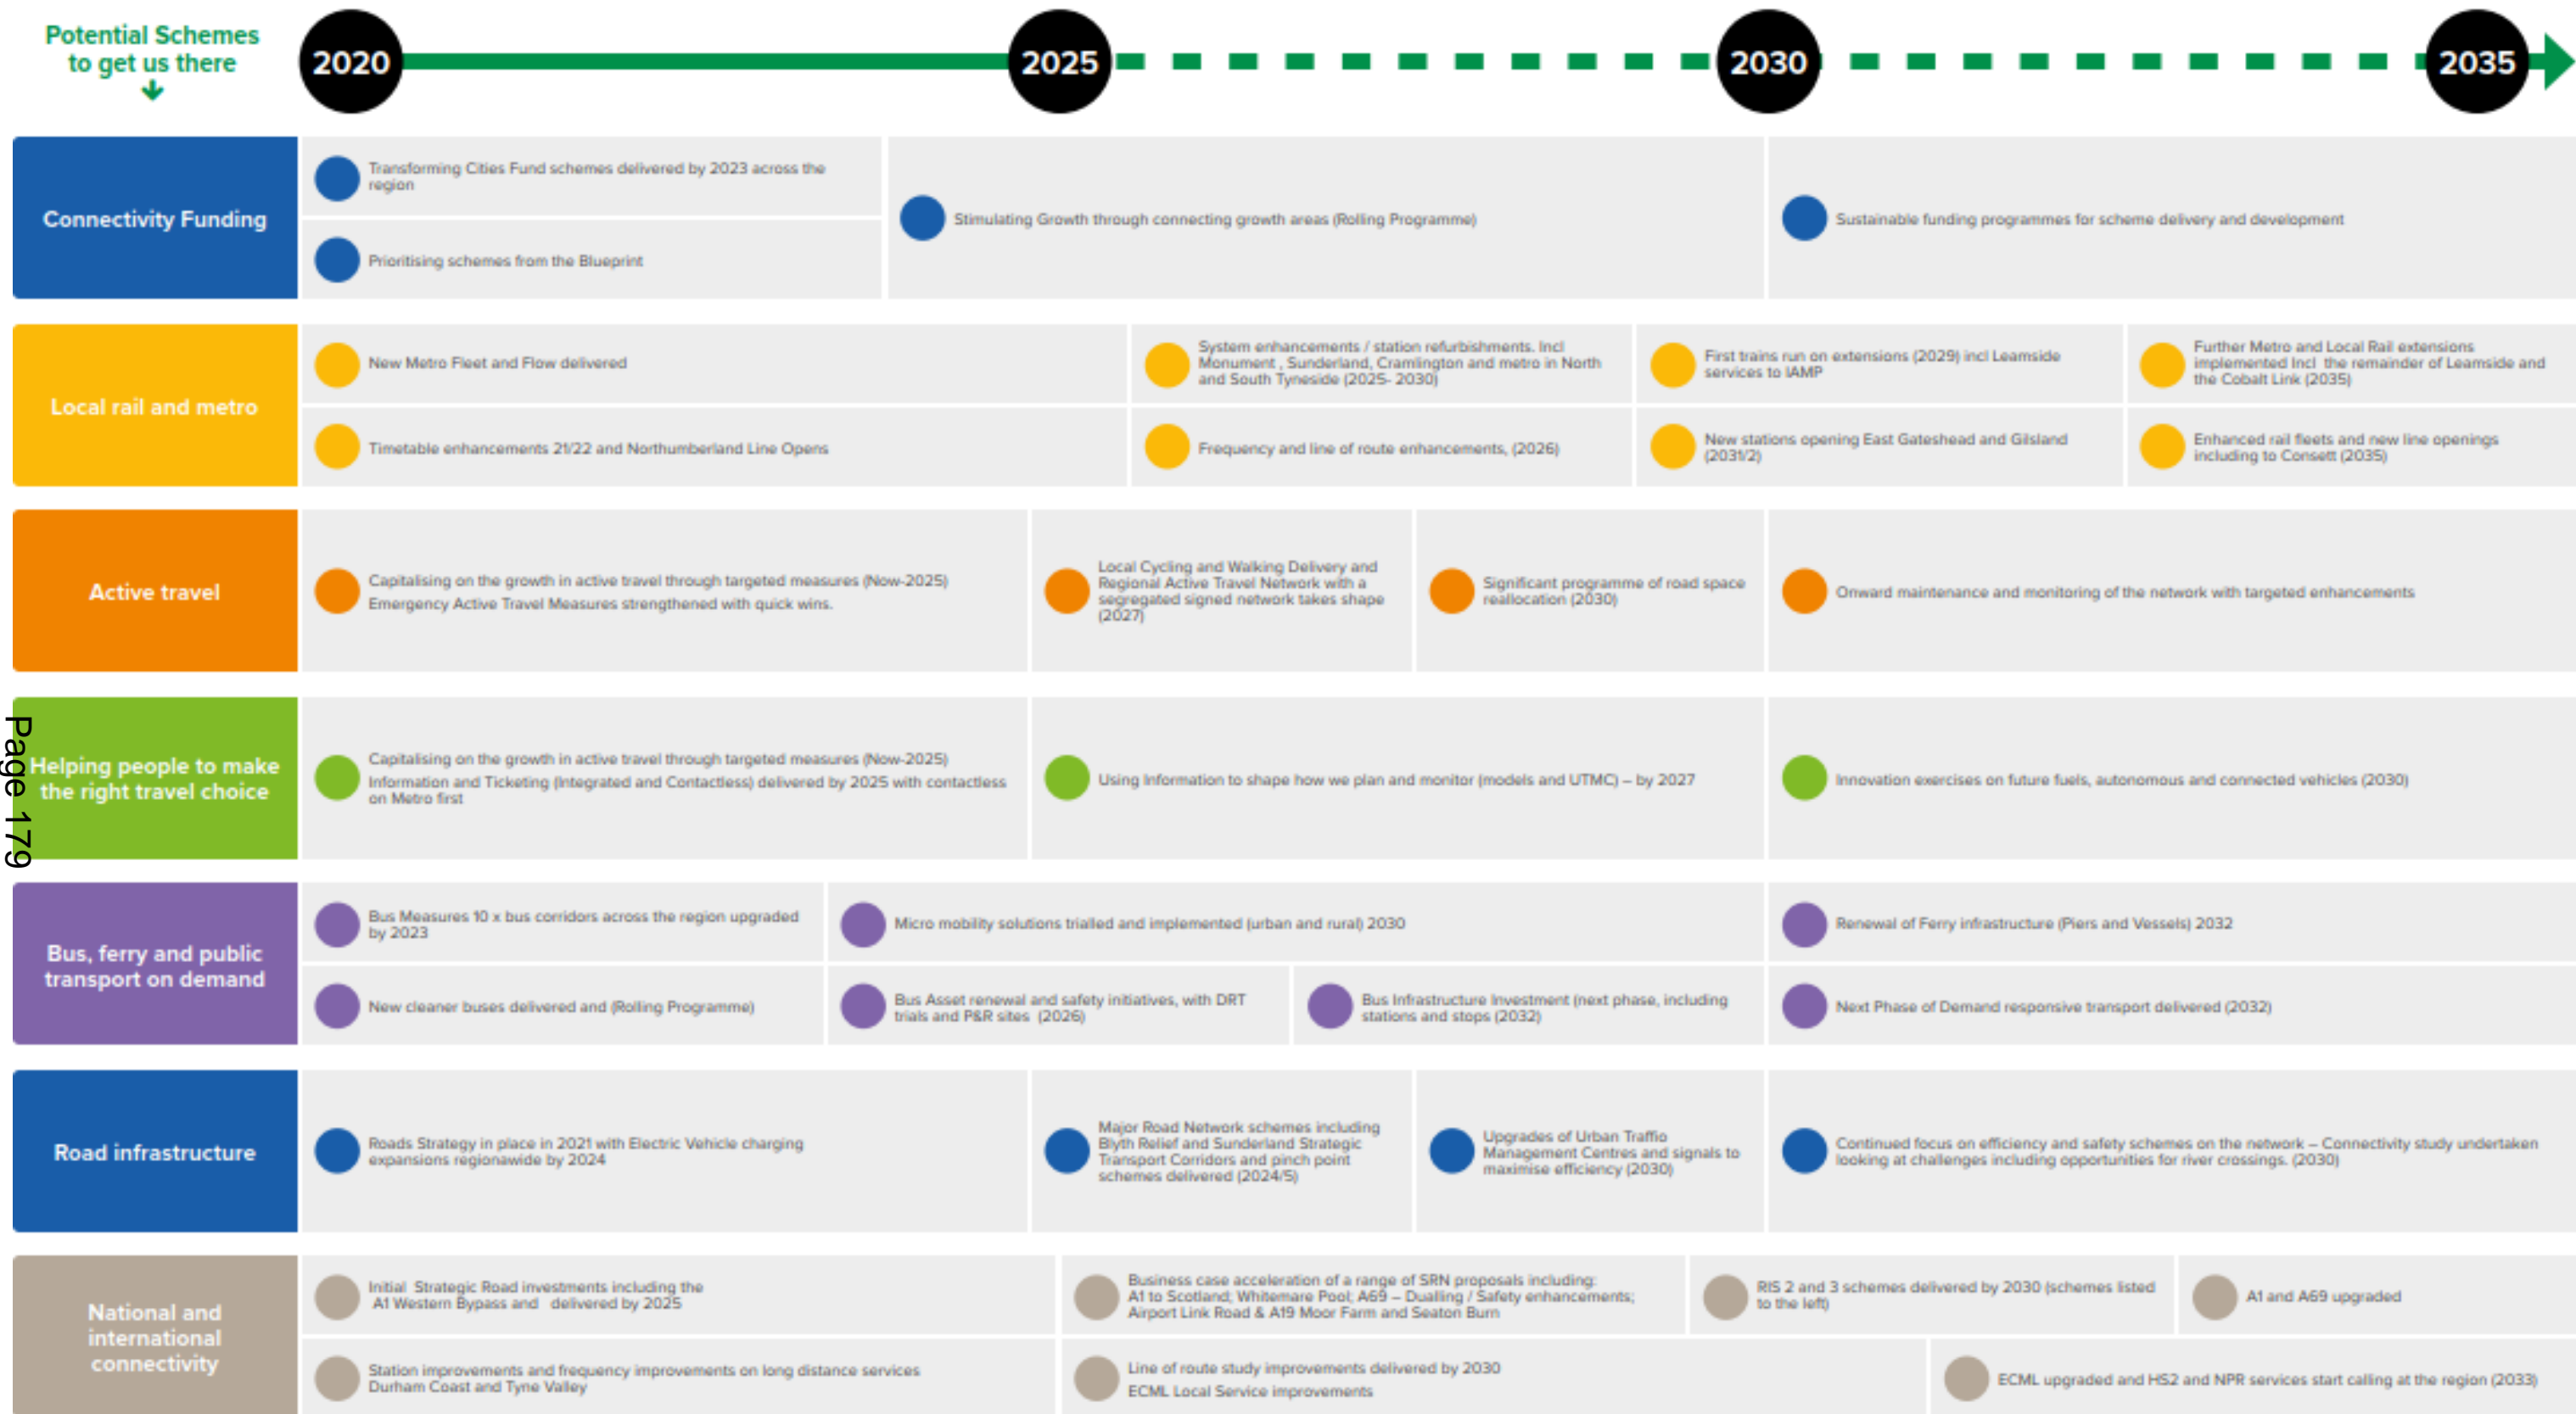 Potential Schemes
to get us there
2020
2025
2030
2035
Connectivity Funding
Transforming Cities Fund schemes delivered by 2023 across the
region
Prioritising schemes from the Blueprint
Stimulating Growth through connecting growth areas (Rolling Programme)
Sustainable funding programmes for scheme delivery and development
Local rail and metro
New Metro Fleet and Flow delivered
Timetable enhancements 21/22 and Northumberland Line Opens
System enhancements / station refurbishments. Incl
Monument , Sunderland, Cramlington and metro in North
and South Tyneside (2025- 2030)
Frequency and line of route enhancements, (2026)
First trains run on extensions (2029) incl Leamside
services to IAMP
New stations opening East Gateshead and Gilsland
(2031/2)
Further Metro and Local Rail extensions
implemented Incl  the remainder of Leamside and
the Cobalt Link (2035)
Enhanced rail fleets and new line openings
including to Consett (2035)
Active travel
Capitalising on the growth in active travel through targeted measures (Now-2025)
Emergency Active Travel Measures strengthened with quick wins.
Local Cycling and Walking Delivery and
Regional Active Travel Network with a
segregated signed network takes shape
(2027)
Significant programme of road space
reallocation (2030)
Onward maintenance and monitoring of the network with targeted enhancements
Helping people to make
the right travel choice
Capitalising on the growth in active travel through targeted measures (Now-2025)
Information and Ticketing (Integrated and Contactless) delivered by 2025 with contactless
on Metro first
Using Information to shape how we plan and monitor (models and UTMC) – by 2027
Innovation exercises on future fuels, autonomous and connected vehicles (2030)
Page 179
Bus, ferry and public
transport on demand
Bus Measures 10 x bus corridors across the region upgraded
by 2023
New cleaner buses delivered and (Rolling Programme)
Micro mobility solutions trialled and implemented (urban and rural) 2030
Bus Asset renewal and safety initiatives, with DRT
trials and P&R sites  (2026)
Bus Infrastructure Investment (next phase, including
stations and stops (2032)
Renewal of Ferry infrastructure (Piers and Vessels) 2032
Next Phase of Demand responsive transport delivered (2032)
Road infrastructure
Roads Strategy in place in 2021 with Electric Vehicle charging
expansions regionawide by 2024
Major Road Network schemes including
Blyth Relief and Sunderland Strategic
Transport Corridors and pinch point
schemes delivered (2024/5)
Upgrades of Urban Traffio
Management Centres and signals to
maximise efficiency (2030)
Continued focus on efficiency and safety schemes on the network – Connectivity study undertaken
looking at challenges including opportunities for river crossings. (2030)
National and
international
connectivity
Initial  Strategic Road investments including the
A1 Western Bypass and   delivered by 2025
Station improvements and frequency improvements on long distance services
Durham Coast and Tyne Valley
Business case acceleration of a range of SRN proposals including:
A1 to Scotland; Whitemare Pool; A69 – Dualling / Safety enhancements;
Airport Link Road & A19 Moor Farm and Seaton Burn
Line of route study improvements delivered by 2030
ECML Local Service improvements
RIS 2 and 3 schemes delivered by 2030 (schemes listed
to the left)
A1 and A69 upgraded
ECML upgraded and HS2 and NPR services start calling at the region (2033)